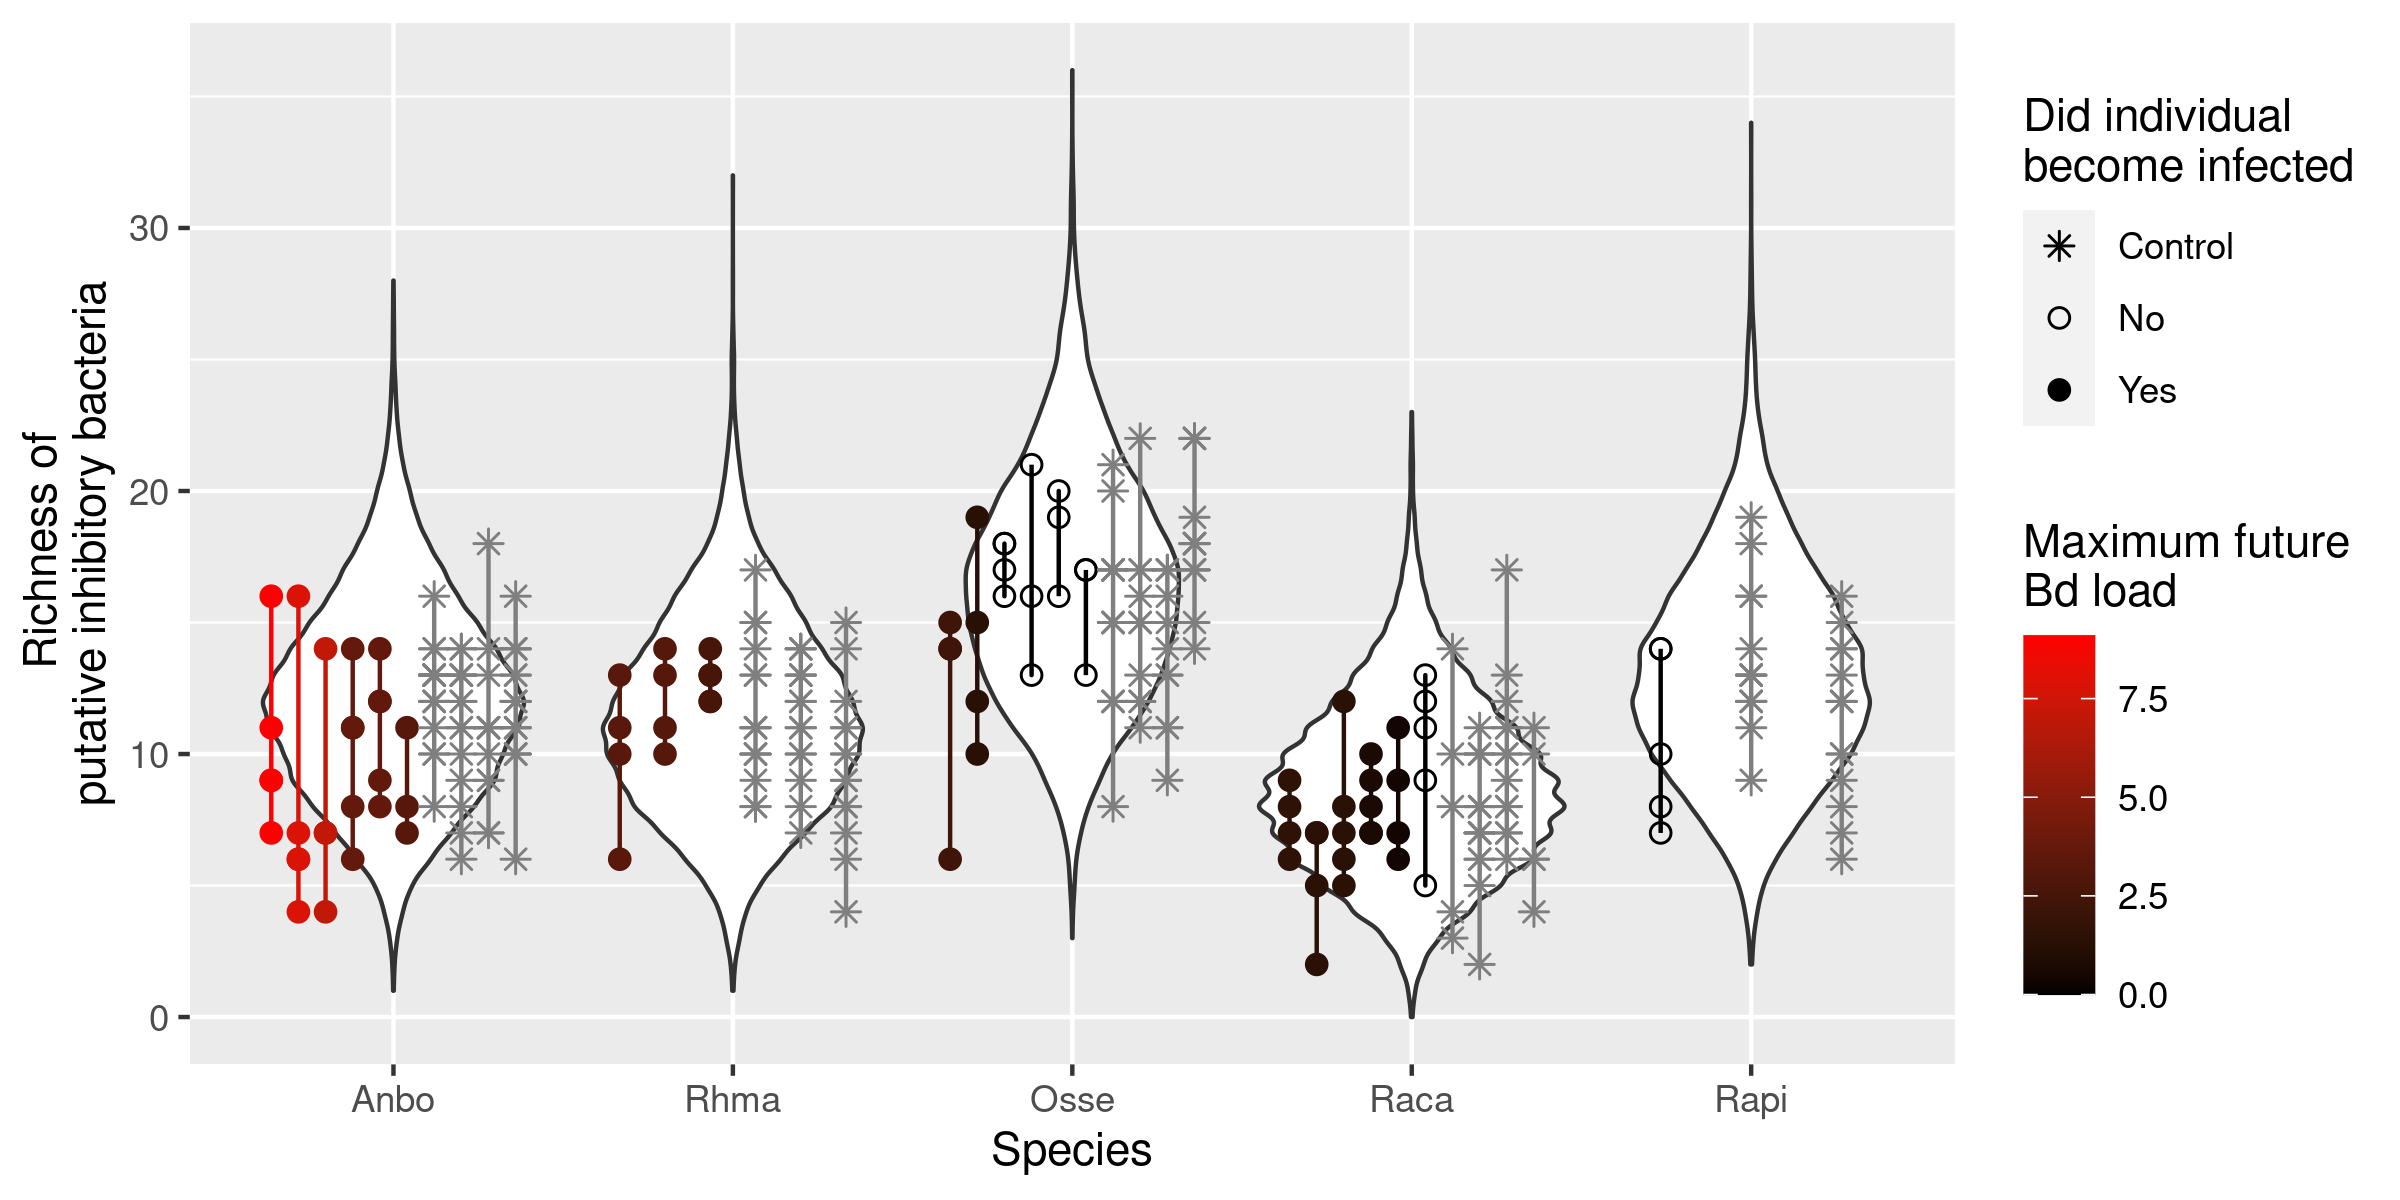 Richness of
putative inhibitory bacteria
30
20
10
0
Anbo
Rhma
Osse
Raca
Rapi
Species
Did individual
become infected
Control
No
Yes
Maximum future
Bd load
7.5
5.0
2.5
0.0